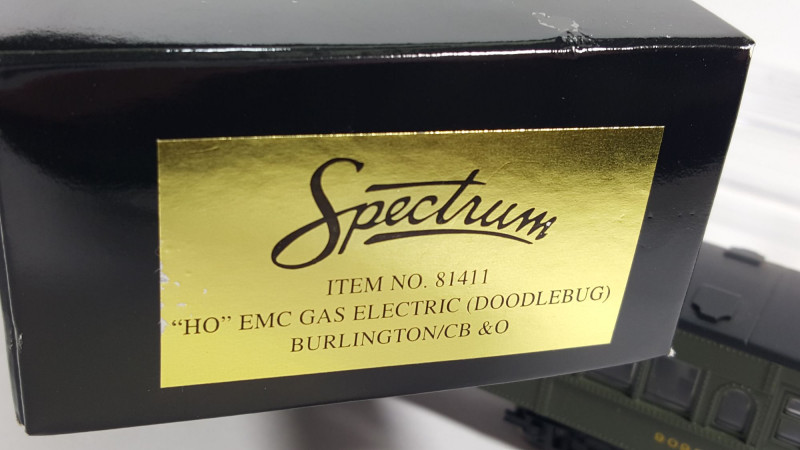 Spectrum
ITEM NO. 81411
“HO” EMC GAS ELECTRIC (DOODLEBUG)
BURLINGTON/CB &O